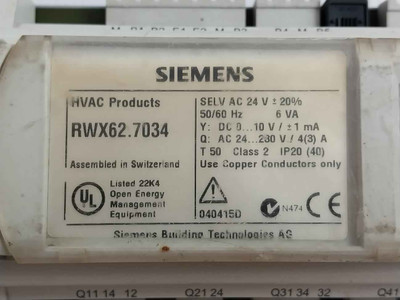 SIEMENS
HVAC Products
RWX62.7034
Assembled in Switzerland
SELV AC 24 V ± 20%
50/60 Hz 6 VA
Y: DC 0...10 V / ± 1 mA
Q: AC 24...230 V / 4(3) A
T 50 Class 2 IP20 (40)
Use Copper Conductors only
UL
Listed 22K4
Open Energy
Management
Equipment
040415D
N474
CE
Siemens Building Technologies AG
Q11 14 12
Q21 24
Q31 34 32
Q41